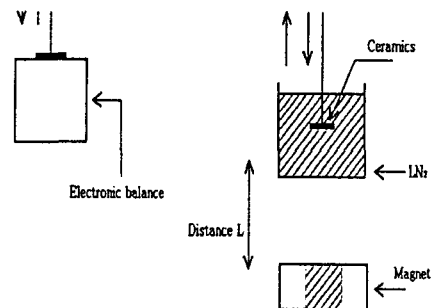 Ceramics
LN₂
Electronic balance
Distance L
Magnet